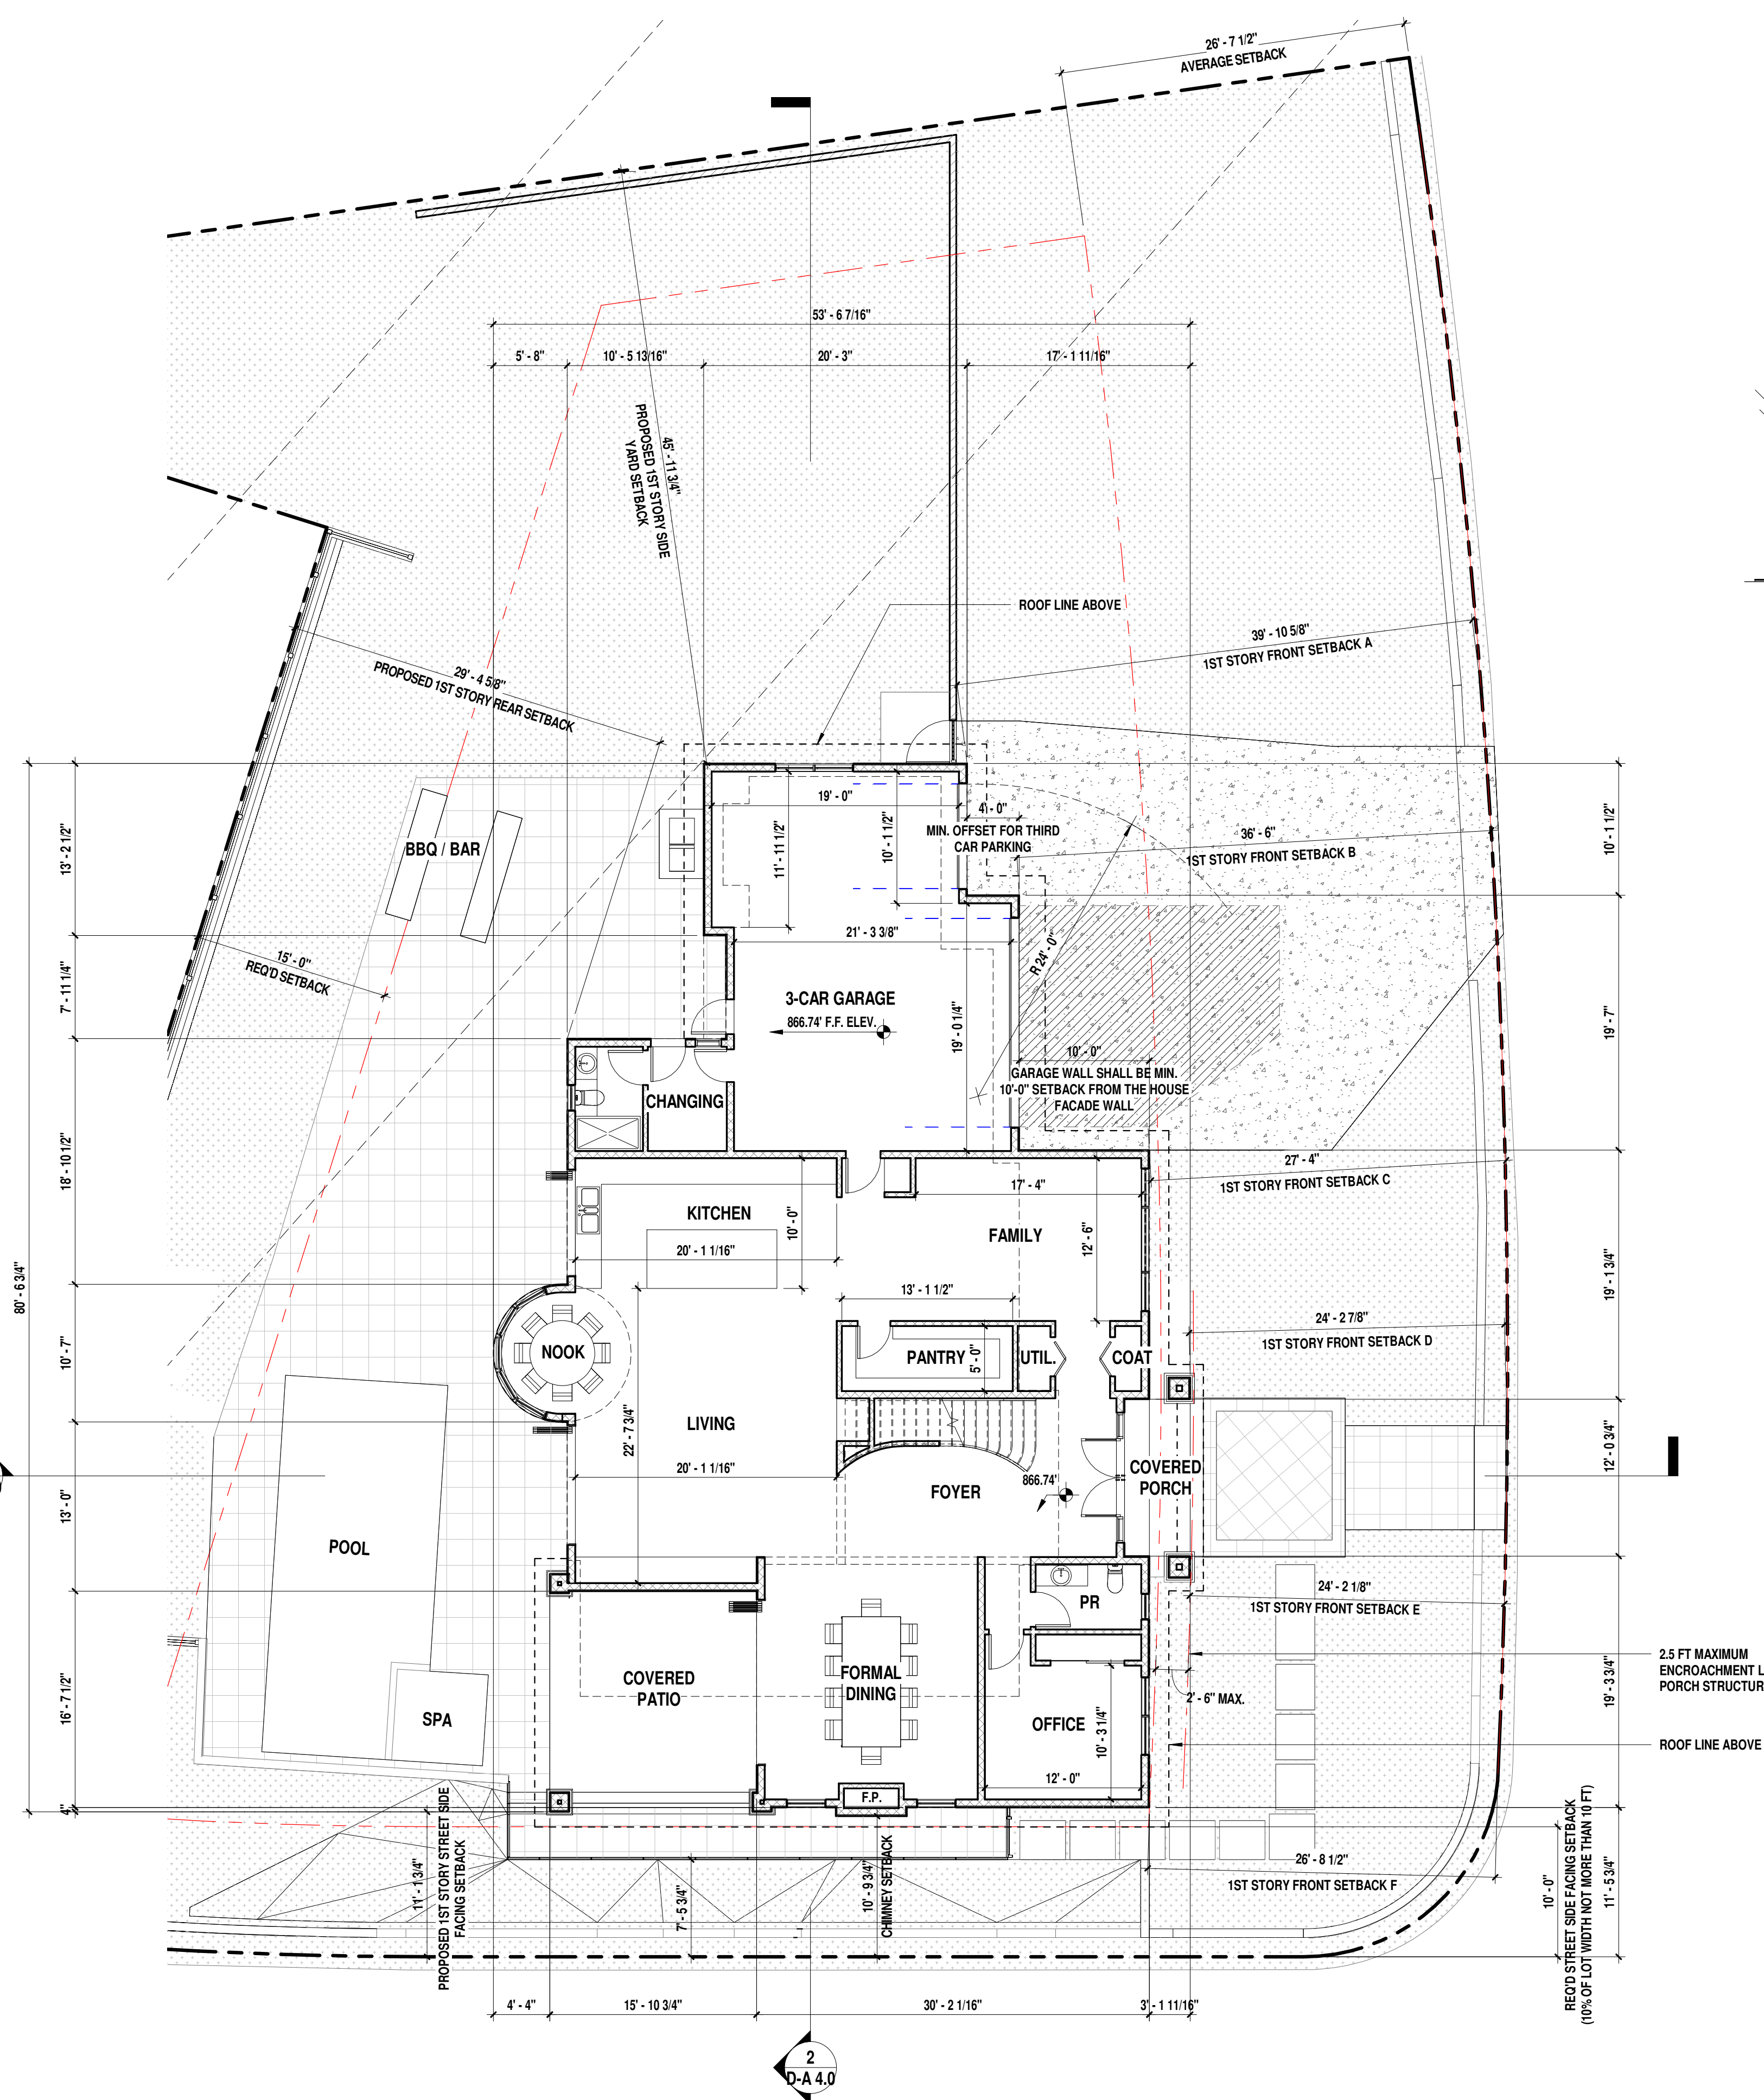 26' - 7 1/2"
AVERAGE SETBACK
53' - 6 7/16"
5' - 8"
10' - 5 13/16"
20' - 3"
17' - 1 11/16"
45' - 11 3/4"
PROPOSED 1ST STORY SIDE
YARD SETBACK
ROOF LINE ABOVE
39' - 10 5/8"
1ST STORY FRONT SETBACK A
29' - 4 5/8"
PROPOSED 1ST STORY REAR SETBACK
BBQ / BAR
19' - 0"
4' - 0"
MIN. OFFSET FOR THIRD
CAR PARKING
11' - 11 1/2"
10' - 1 1/2"
36' - 6"
1ST STORY FRONT SETBACK B
13' - 2 1/2"
10' - 1 1/2"
15' - 0"
REQ'D SETBACK
21' - 3 3/8"
R 24' - 0"
7' - 11 1/4"
3-CAR GARAGE
866.74' F.F. ELEV.
19' - 0 1/4"
19' - 7"
10' - 0"
GARAGE WALL SHALL BE MIN.
10'-0" SETBACK FROM THE HOUSE
FACADE WALL
CHANGING
18' - 10 1/2"
27' - 4"
1ST STORY FRONT SETBACK C
17' - 4"
KITCHEN
10' - 0"
20' - 1 1/16"
FAMILY
12' - 6"
80' - 6 3/4"
19' - 1 3/4"
13' - 1 1/2"
24' - 2 7/8"
1ST STORY FRONT SETBACK D
10' - 7"
NOOK
PANTRY
5' - 0"
UTIL.
COAT
LIVING
22' - 7 3/4"
20' - 1 1/16"
12' - 0 3/4"
COVERED
PORCH
866.74'
FOYER
13' - 0"
POOL
24' - 2 1/8"
1ST STORY FRONT SETBACK E
PR
COVERED
PATIO
FORMAL
DINING
16' - 7 1/2"
19' - 3 3/4"
2.5 FT MAXIMUM
ENCROACHMENT L
PORCH STRUCTUR
2' - 6" MAX.
SPA
OFFICE
10' - 3 1/4"
ROOF LINE ABOVE
12' - 0"
F.P.
4"
11' - 1 3/4"
PROPOSED 1ST STORY STREET SIDE
FACING SETBACK
7' - 5 3/4"
10' - 9 3/4"
CHIMNEY SETBACK
26' - 8 1/2"
1ST STORY FRONT SETBACK F
10' - 0"
REQ'D STREET SIDE FACING SETBACK
(10% OF LOT WIDTH NOT MORE THAN 10 FT)
11' - 5 3/4"
4' - 4"
15' - 10 3/4"
30' - 2 1/16"
3' - 1 11/16"
2
D-A 4.0